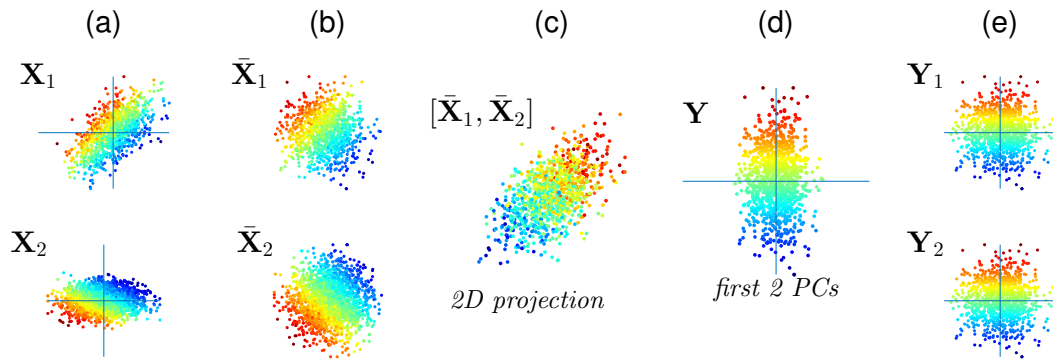 (a) (b) (c) (d) (e)
X₁ X̄₁ Y₁
[X̄₁, X̄₂] Y
X₂ X̄₂ Y₂
2D projection first 2 PCs